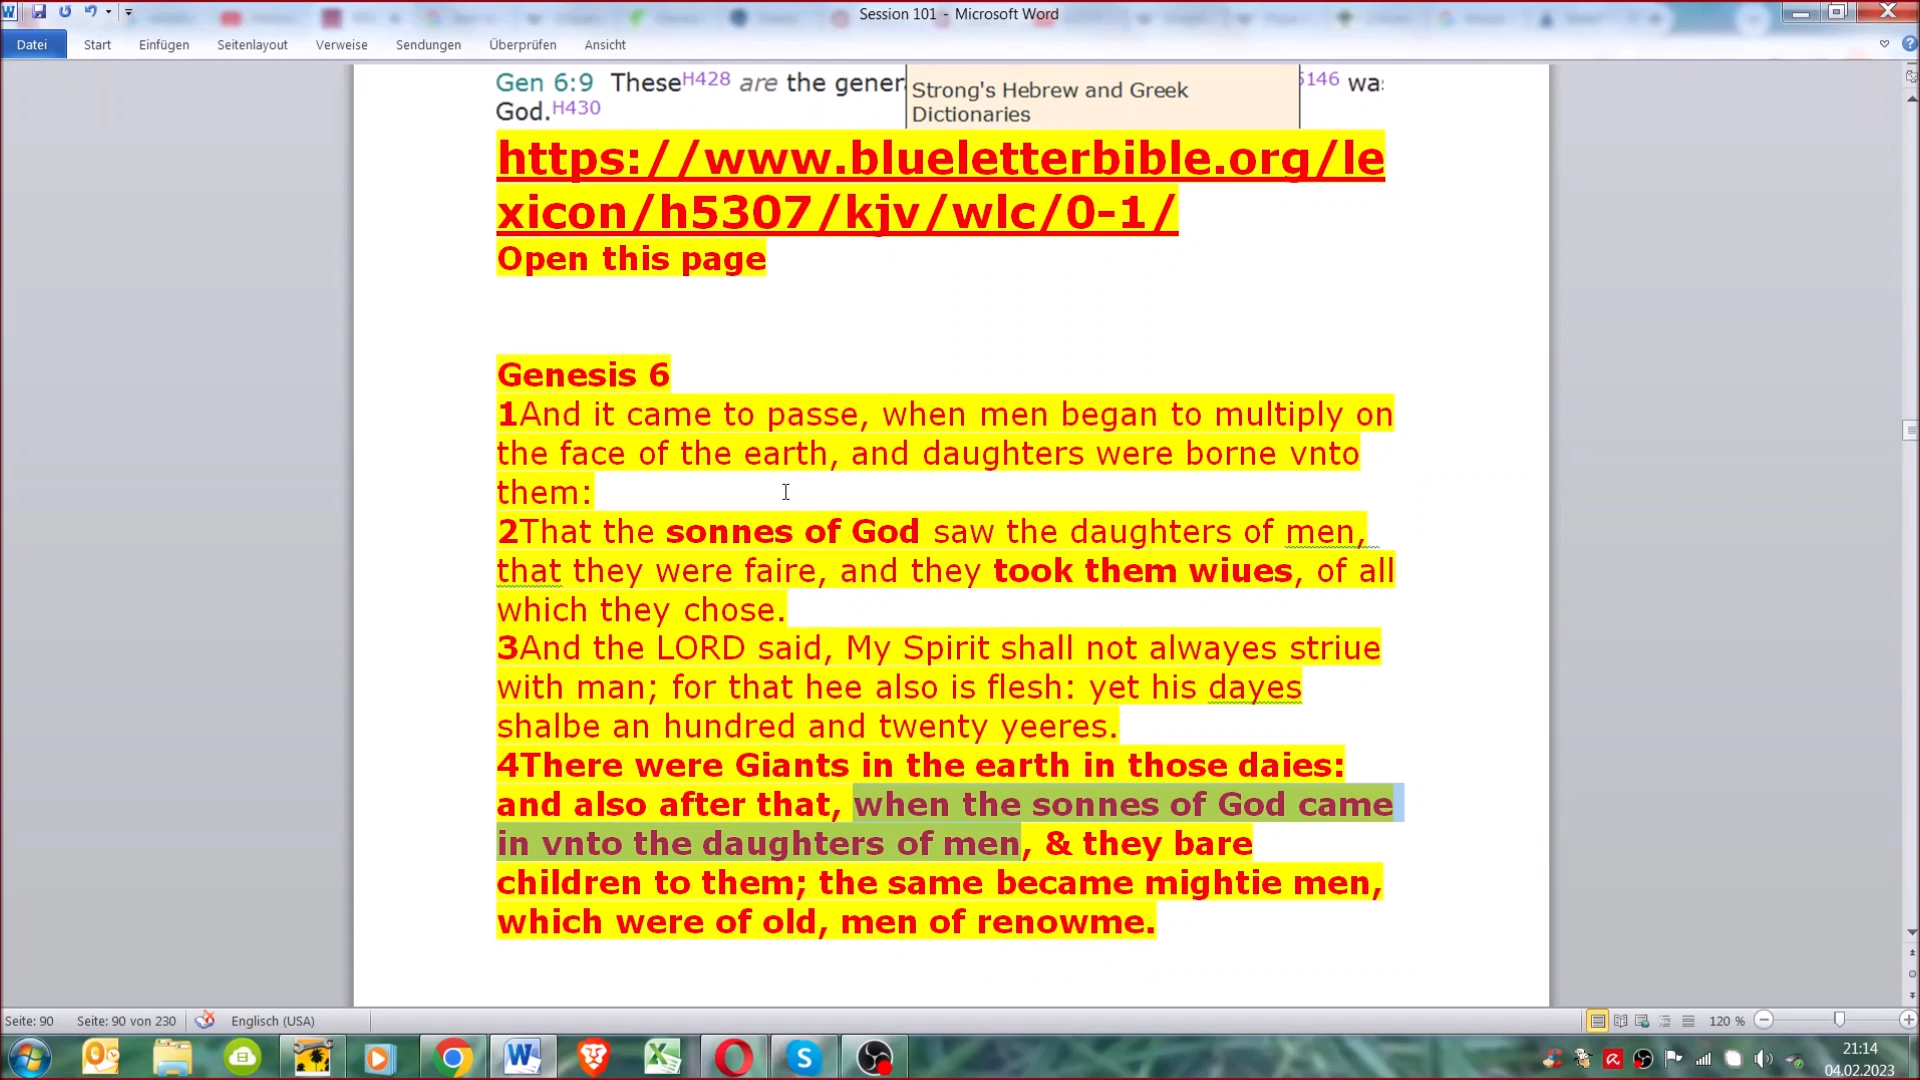 Session 101 - Microsoft Word
Datei Start Einfügen Seitenlayout Verweise Sendungen Überprüfen Ansicht
Gen 6:9 These H428 are the gener
Strong's Hebrew and Greek
Dictionaries
5146 was
God. H430
https://www.blueletterbible.org/le
xicon/h5307/kjv/wlc/0-1/
Open this page
Genesis 6
1And it came to passe, when men began to multiply on
the face of the earth, and daughters were borne vnto
them:
2That the sonnes of God saw the daughters of men,
that they were faire, and they took them wiues, of all
which they chose.
3And the LORD said, My Spirit shall not alwayes striue
with man; for that hee also is flesh: yet his dayes
shalbe an hundred and twenty yeeres.
4There were Giants in the earth in those daies:
and also after that, when the sonnes of God came
in vnto the daughters of men, & they bare
children to them; the same became mightie men,
which were of old, men of renowme.
Seite: 90 Seite: 90 von 230 Englisch (USA) 120 %
21:14
04.02.2023